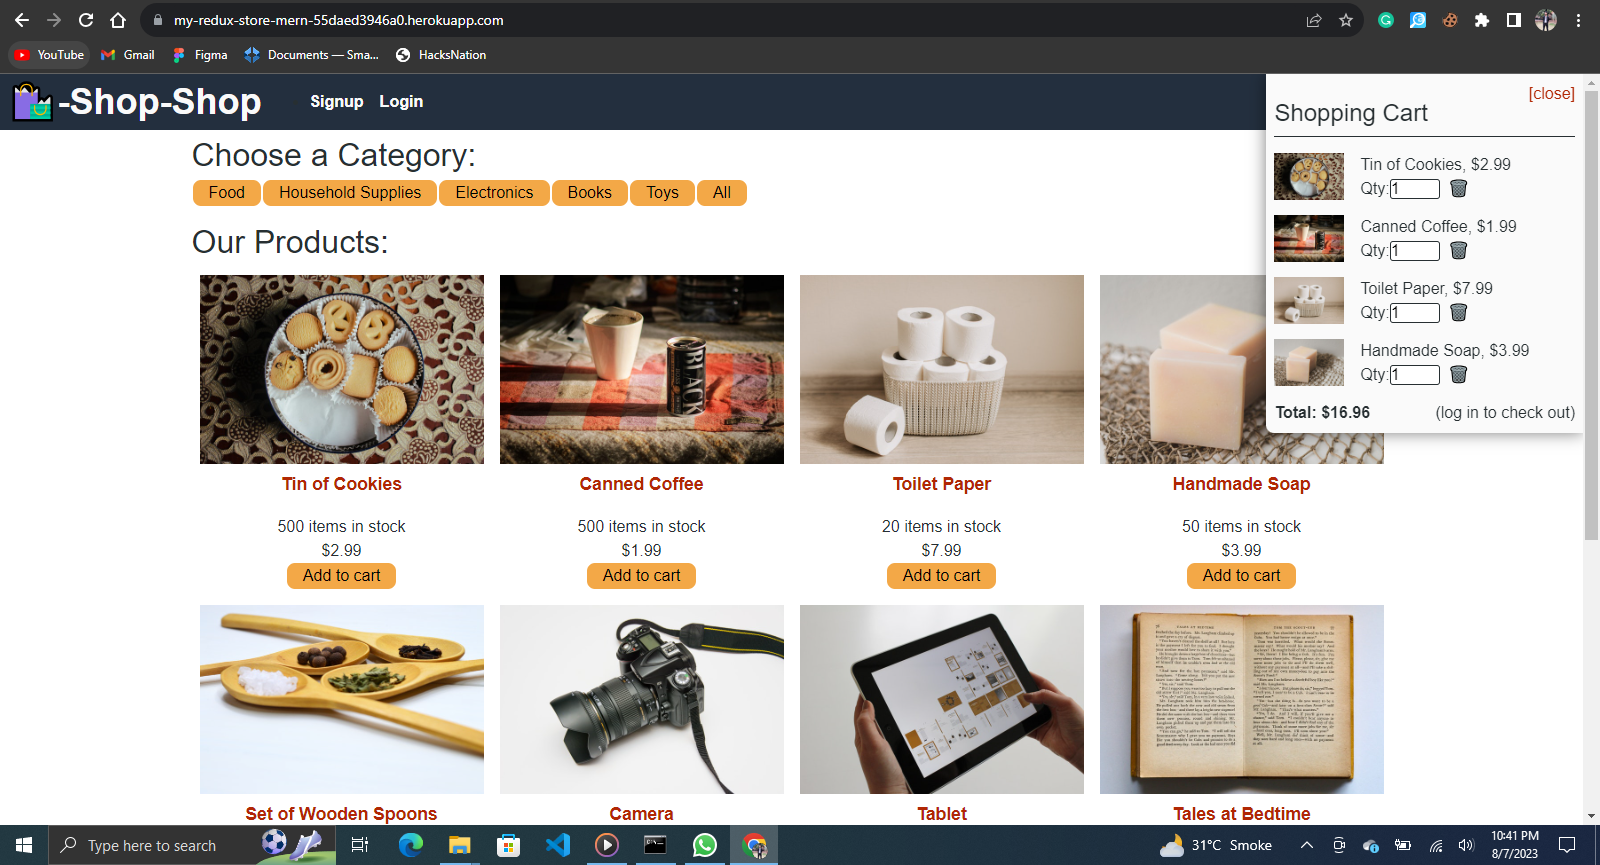 my-redux-store-mern-55daed3946a0.herokuapp.com
YouTube
Gmail
Figma
Documents — Sma...
HacksNation
-Shop-Shop
Signup
Login
[close]
Shopping Cart
Tin of Cookies, $2.99
Qty:1
Canned Coffee, $1.99
Qty:1
Toilet Paper, $7.99
Qty:1
Handmade Soap, $3.99
Qty:1
Total: $16.96
(log in to check out)
Choose a Category:
Food
Household Supplies
Electronics
Books
Toys
All
Our Products:
BLACK
Tin of Cookies
500 items in stock
$2.99
Add to cart
Canned Coffee
500 items in stock
$1.99
Add to cart
Toilet Paper
20 items in stock
$7.99
Add to cart
Handmade Soap
50 items in stock
$3.99
Add to cart
Set of Wooden Spoons
Camera
Tablet
Tales at Bedtime
Type here to search
31°C Smoke
10:41 PM
8/7/2023